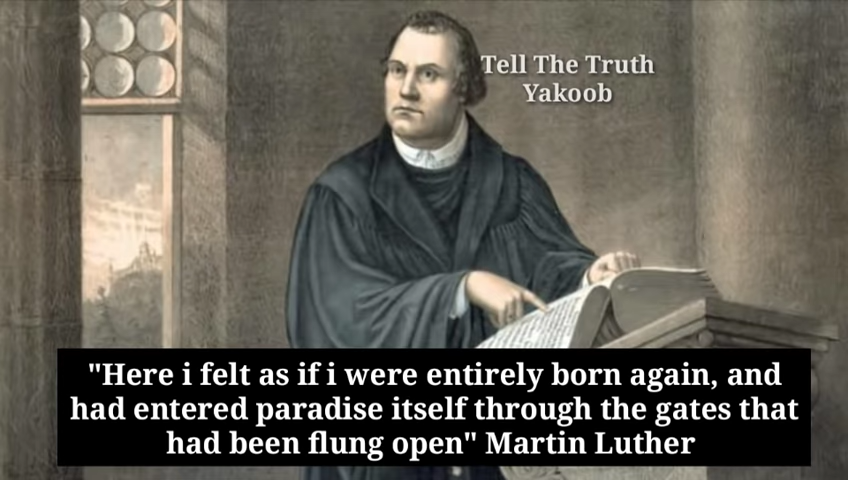 Tell The Truth
Yakoob
"Here i felt as if i were entirely born again, and
had entered paradise itself through the gates that
had been flung open" Martin Luther